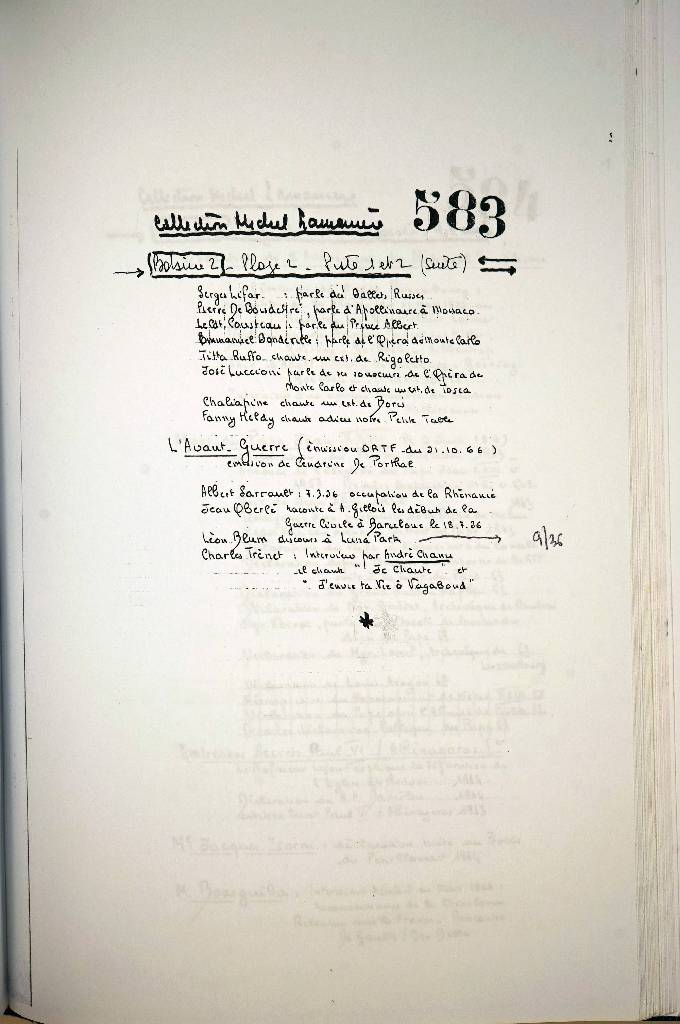 Collection Michel
583
Bobine 2 - Plage 2 - Piste 1 et 2 (suite)
Serge Lifar : parle des Ballets Russes
Pierre De Boudeffre, parle d'Apollinaire à Monaco.
Le Cdt. Cousteau : parle du Prince Albert
Emmanuel Bondeville : parle de l'Opéra de Monte Carlo
Titta Ruffo chante un ext. de Rigoletto
José Luccioni parle de ses souvenirs de l'Opéra de
Monte Carlo et chante un ext. de Tosca
Chaliapine chante un ext. de Boris
Fanny Heldy chante adieu notre Petite Table
L'Avant-Guerre (émission ORTF du 21.10.66)
émission de Cendrine De Porthal
Albert Sarrault : 7.3.36 occupation de la Rhénanie
Jean Oberlé raconte à A. Gillois les début de la
Guerre Civile à Barcelone le 18.7.36
Léon Blum discours à Luna Park 9/36
Charles Trénet : Interview par André Chanu
il chante "Je Chante" et
"J'envie ta Vie ô Vagabond"